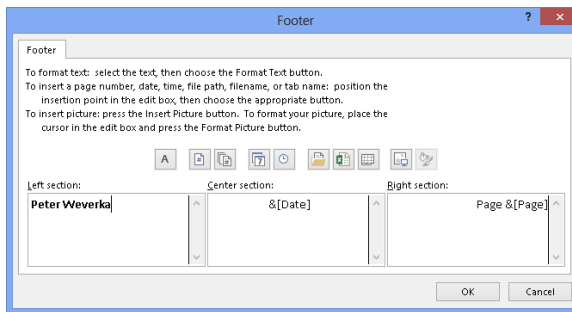 Footer
? ×
Footer
To format text: select the text, then choose the Format Text button.
To insert a page number, date, time, file path, filename, or tab name: position the
insertion point in the edit box, then choose the appropriate button.
To insert picture: press the Insert Picture button. To format your picture, place the
cursor in the edit box and press the Format Picture button.
A
Left section: Center section: Right section:
Peter Weverka &[Date] Page &[Page]
OK Cancel